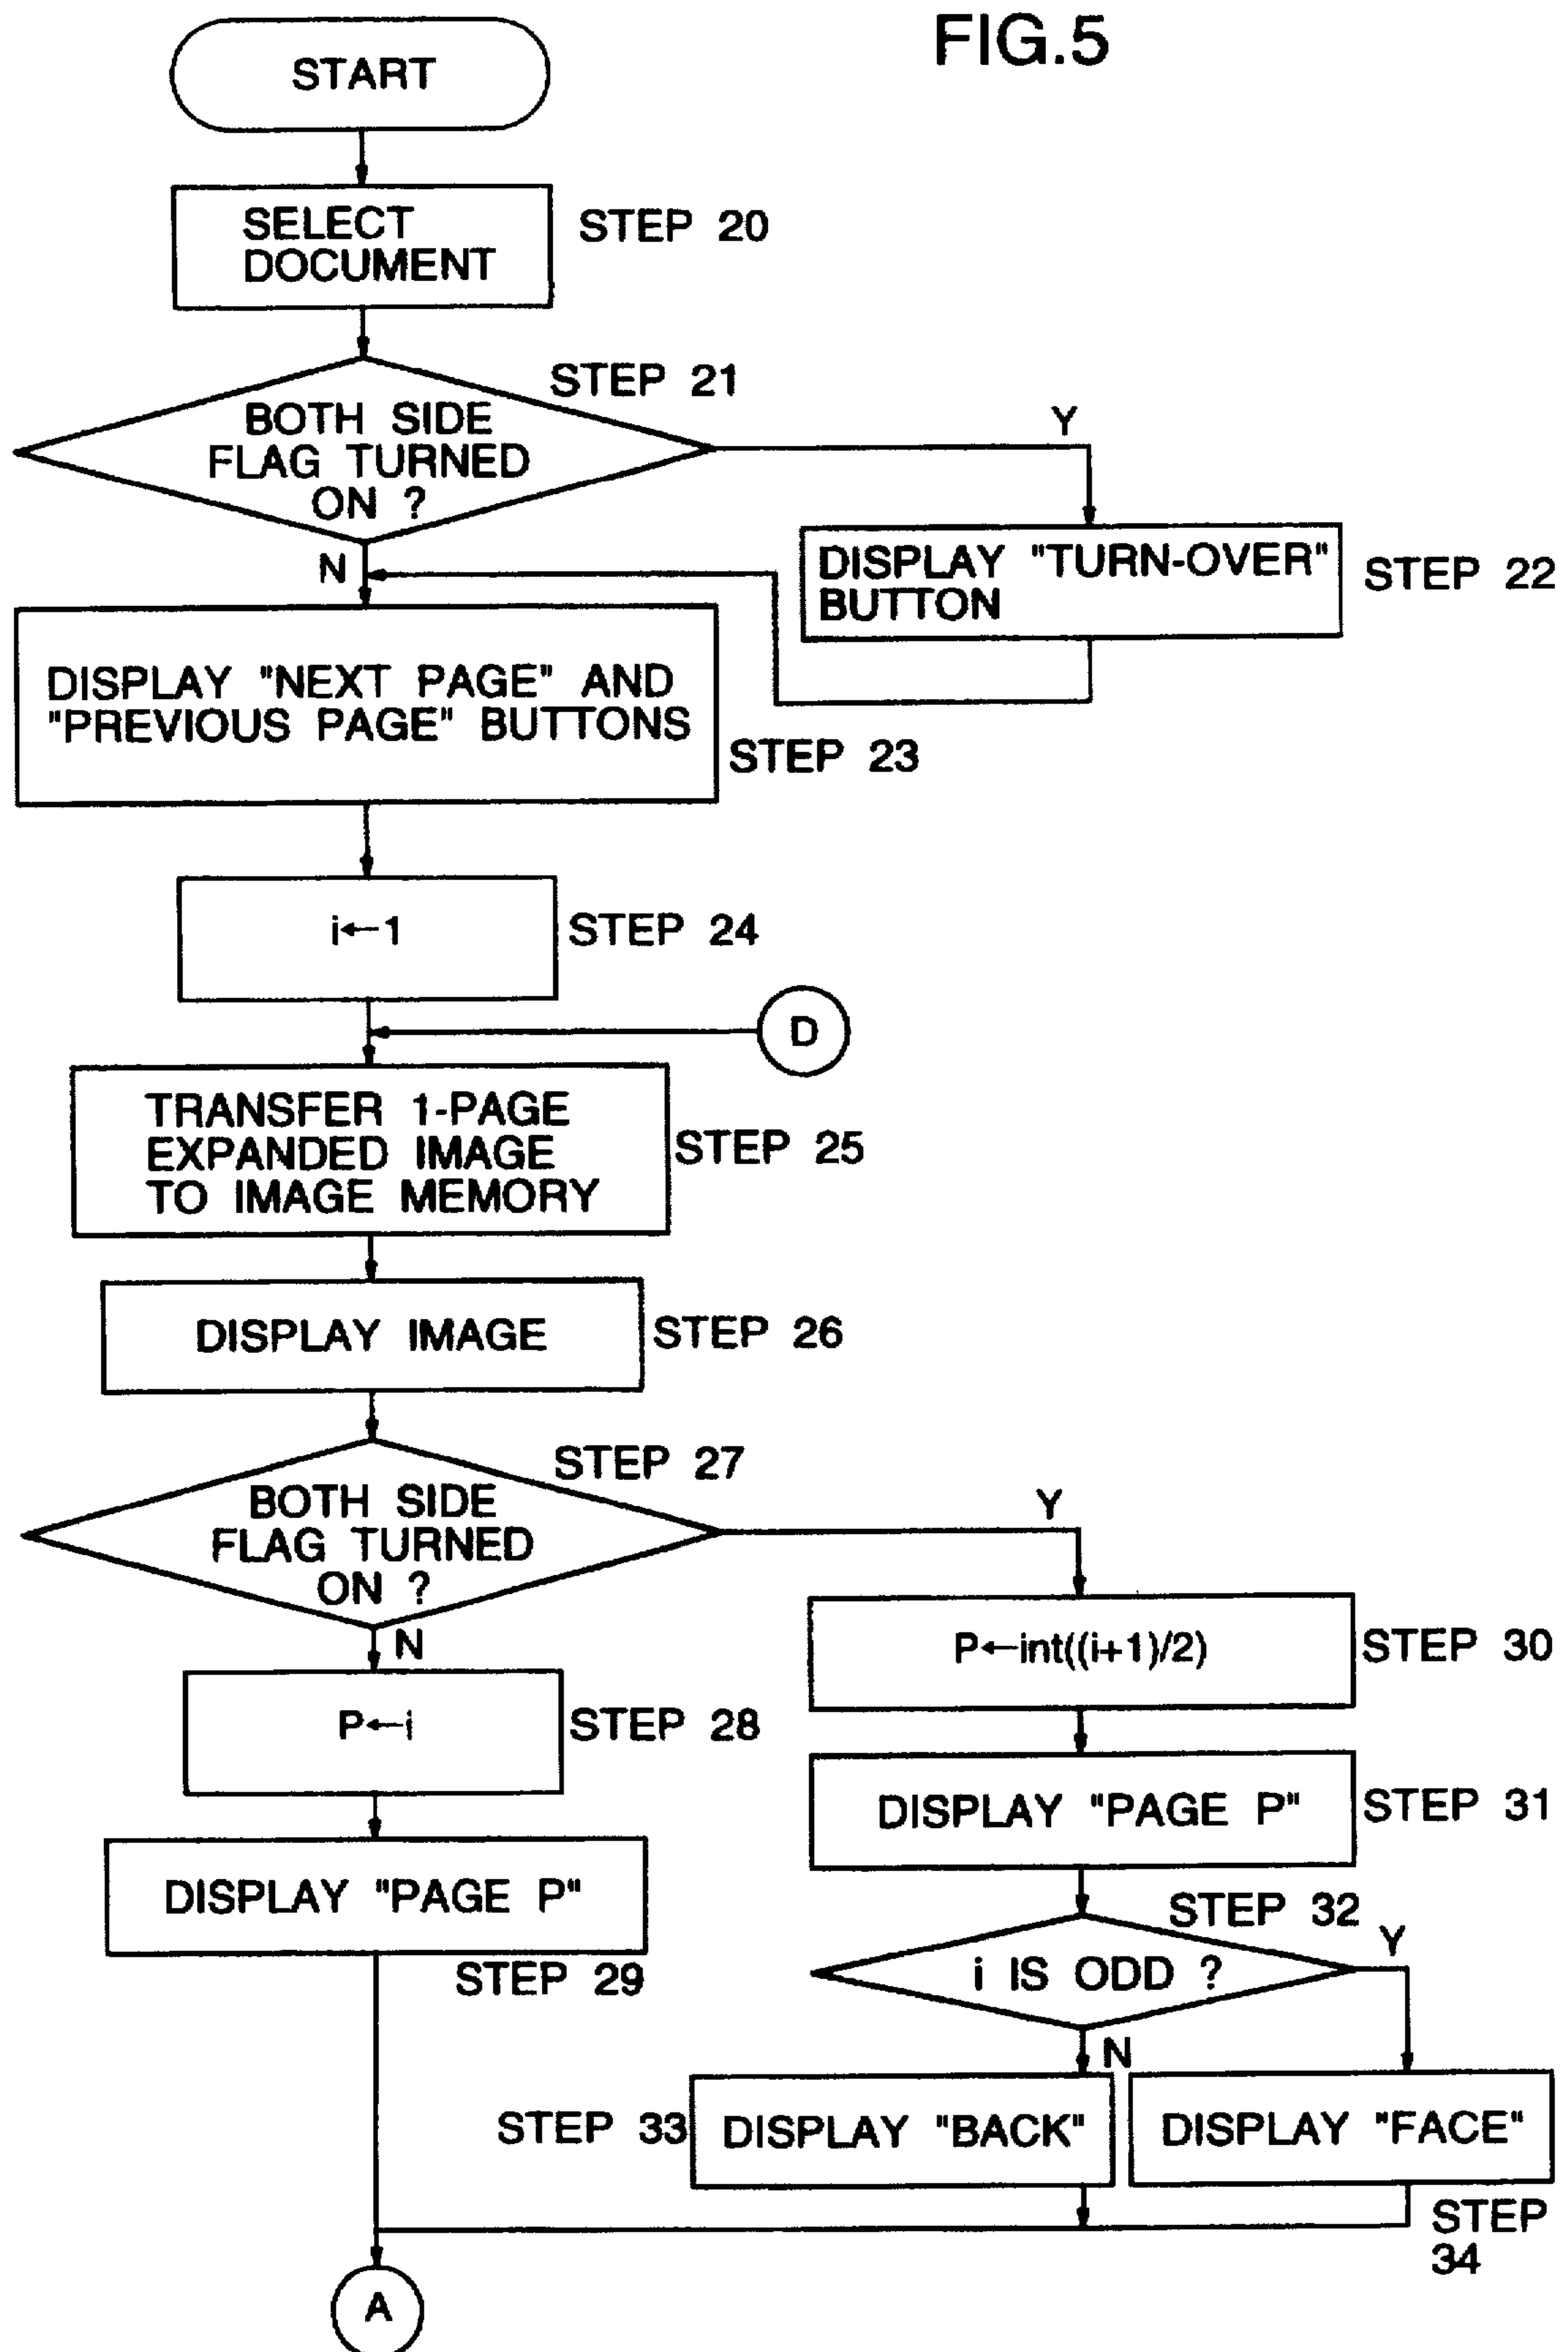 FIG.5
START
SELECT
DOCUMENT
STEP 20
STEP 21
BOTH SIDE
FLAG TURNED
ON ?
Y
N
DISPLAY "TURN-OVER"
BUTTON
STEP 22
DISPLAY "NEXT PAGE" AND
"PREVIOUS PAGE" BUTTONS
STEP 23
i←1
STEP 24
D
TRANSFER 1-PAGE
EXPANDED IMAGE
TO IMAGE MEMORY
STEP 25
DISPLAY IMAGE
STEP 26
STEP 27
BOTH SIDE
FLAG TURNED
ON ?
Y
N
P←i
STEP 28
DISPLAY "PAGE P"
STEP 29
P←int((i+1)/2)
STEP 30
DISPLAY "PAGE P"
STEP 31
STEP 32
i IS ODD ?
Y
N
STEP 33
DISPLAY "BACK"
DISPLAY "FACE"
STEP
34
A